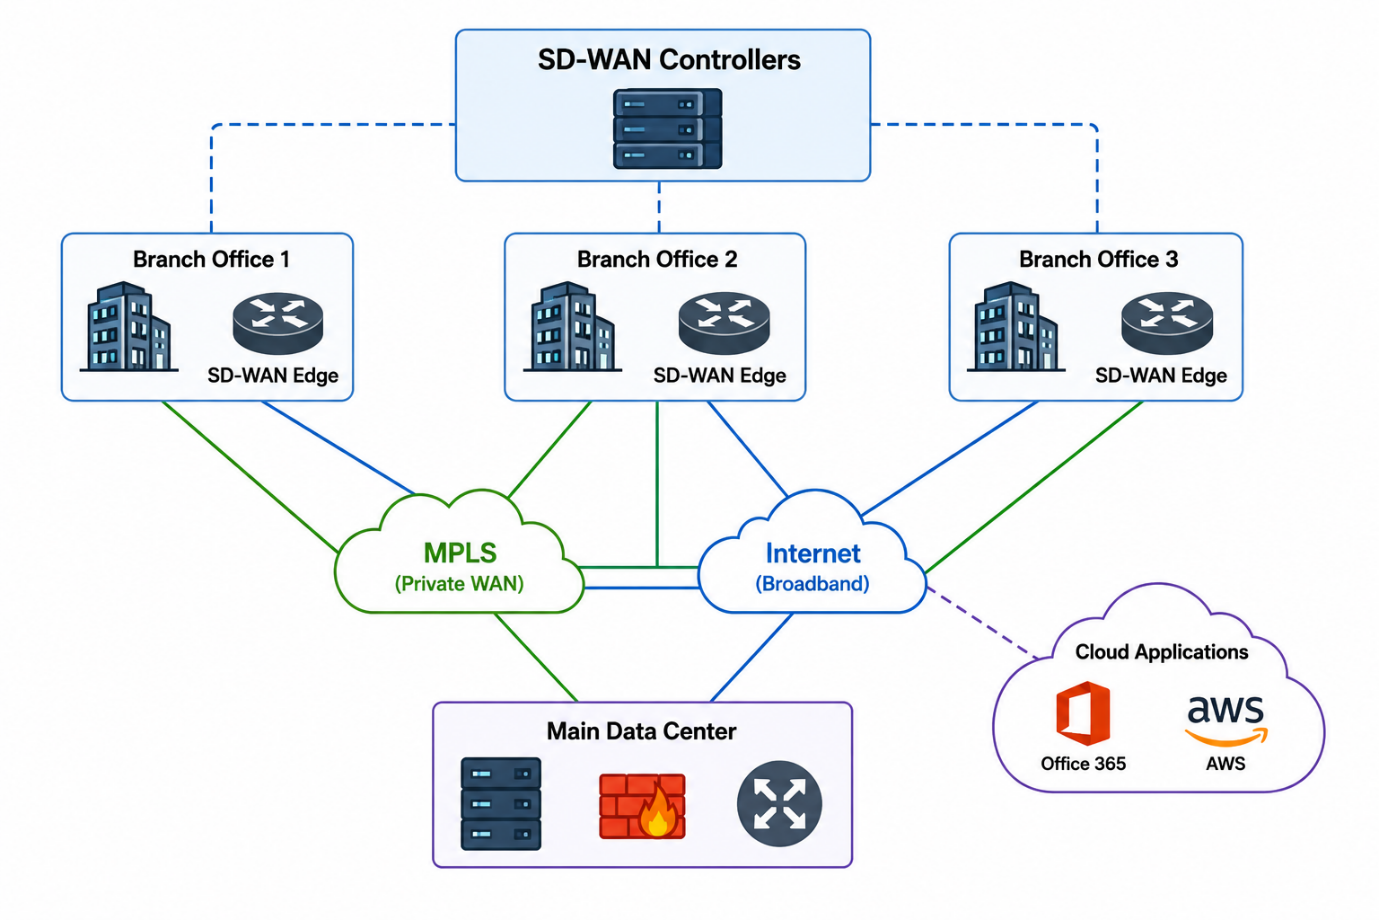 SD-WAN Controllers
Branch Office 1
SD-WAN Edge
Branch Office 2
SD-WAN Edge
Branch Office 3
SD-WAN Edge
MPLS
(Private WAN)
Internet
(Broadband)
Cloud Applications
Office 365
aws
AWS
Main Data Center